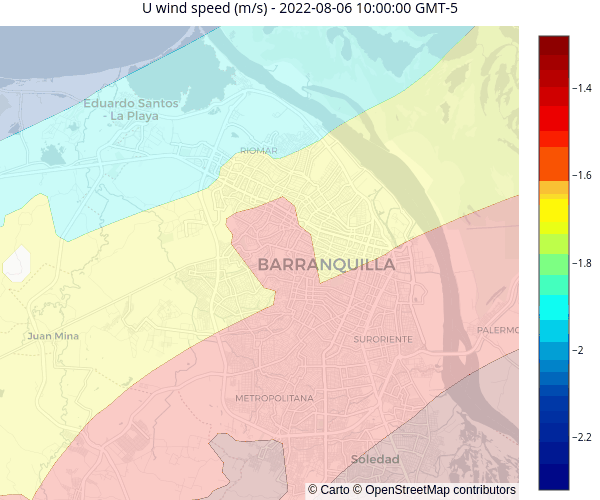 U wind speed (m/s) - 2022-08-06 10:00:00 GMT-5
−1.4
Eduardo Santos
- La Playa
RIOMAR
−1.6
−1.8
BARRANQUILLA
Juan Mina
SURORIENTE
PALERMO
−2
METROPOLITANA
−2.2
Soledad
© Carto © OpenStreetMap contributors